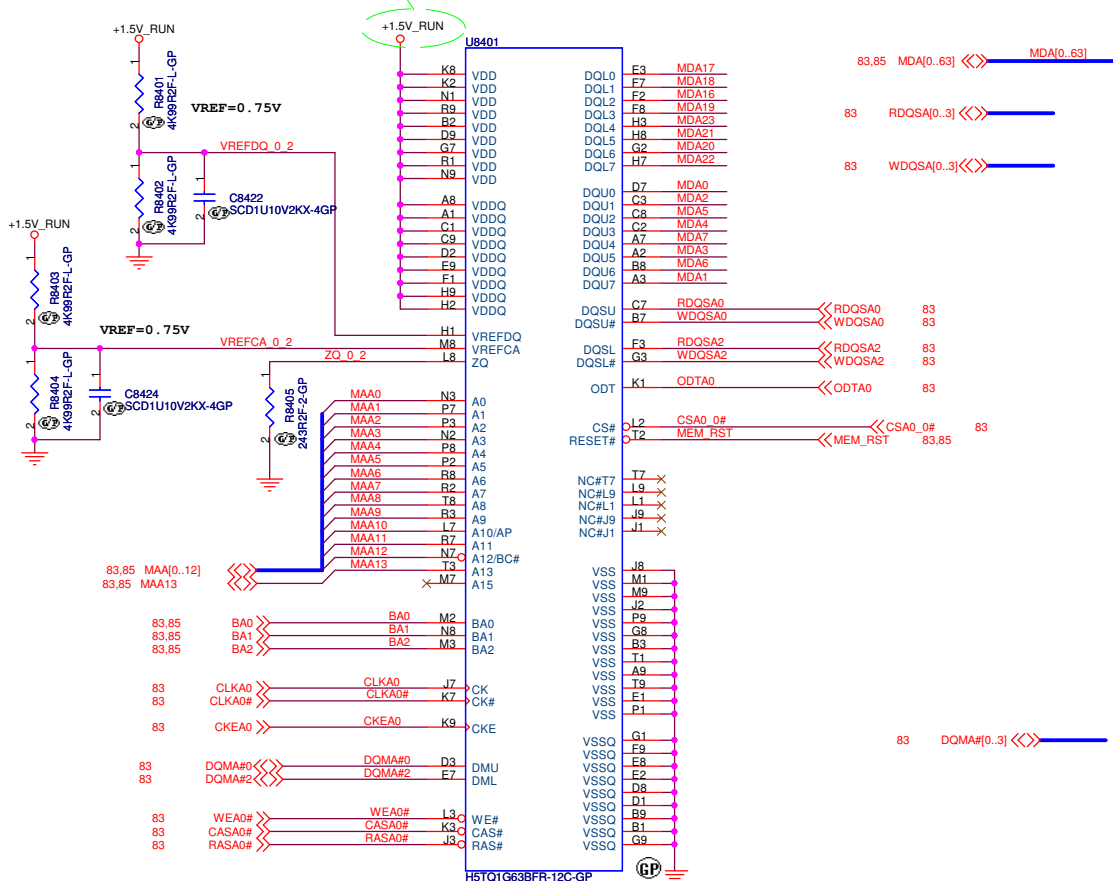 +1.5V_RUN
R8401
4K99R2F-L-GP
1
2
G/P
VREF=0.75V
VREFDQ_0_2
R8402
4K99R2F-L-GP
1
2
G/P
C8422
SCD1U10V2KX-4GP
1
2
G/P
+1.5V_RUN
R8403
4K99R2F-L-GP
1
2
G/P
VREF=0.75V
VREFCA_0_2
R8404
4K99R2F-L-GP
1
2
G/P
C8424
SCD1U10V2KX-4GP
1
2
G/P
ZQ_0_2
R8405
243R2F-2-GP
1
2
G/P
+1.5V_RUN
U8401
K8 VDD
K2 VDD
N1 VDD
R9 VDD
B2 VDD
D9 VDD
G7 VDD
R1 VDD
N9 VDD
A8 VDDQ
A1 VDDQ
C1 VDDQ
C9 VDDQ
D2 VDDQ
E9 VDDQ
F1 VDDQ
H9 VDDQ
H2 VDDQ
H1 VREFDQ
M8 VREFCA
L8 ZQ
MAA0 N3 A0
MAA1 P7 A1
MAA2 P3 A2
MAA3 N2 A3
MAA4 P8 A4
MAA5 P2 A5
MAA6 R8 A6
MAA7 R2 A7
MAA8 T8 A8
MAA9 R3 A9
MAA10 L7 A10/AP
MAA11 R7 A11
MAA12 N7 A12/BC#
MAA13 T3 A13
M7 A15
83,85 MAA[0..12]
83,85 MAA13
83,85 BA0 BA0 M2 BA0
83,85 BA1 BA1 N8 BA1
83,85 BA2 BA2 M3 BA2
83 CLKA0 CLKA0 J7 CK
83 CLKA0# CLKA0# K7 CK#
83 CKEA0 CKEA0 K9 CKE
83 DQMA#0 DQMA#0 D3 DMU
83 DQMA#2 DQMA#2 E7 DML
83 WEA0# WEA0# L3 WE#
83 CASA0# CASA0# K3 CAS#
83 RASA0# RASA0# J3 RAS#
DQL0 E3 MDA17
DQL1 F7 MDA18
DQL2 F2 MDA16
DQL3 F8 MDA19
DQL4 H3 MDA23
DQL5 H8 MDA21
DQL6 G2 MDA20
DQL7 H7 MDA22
DQU0 D7 MDA0
DQU1 C3 MDA2
DQU2 C8 MDA5
DQU3 C2 MDA4
DQU4 A7 MDA7
DQU5 A2 MDA3
DQU6 B8 MDA6
DQU7 A3 MDA1
DQSU C7 RDQSA0 RDQSA0 83
DQSU# B7 WDQSA0 WDQSA0 83
DQSL F3 RDQSA2 RDQSA2 83
DQSL# G3 WDQSA2 WDQSA2 83
ODT K1 ODTA0 ODTA0 83
CS# L2 CSA0_0# CSA0_0# 83
RESET# T2 MEM_RST MEM_RST 83,85
NC#T7 T7
NC#L9 L9
NC#L1 L1
NC#J9 J9
NC#J1 J1
VSS J8
VSS M1
VSS M9
VSS J2
VSS P9
VSS G8
VSS B3
VSS T1
VSS A9
VSS T9
VSS E1
VSS P1
VSSQ G1
VSSQ F9
VSSQ E8
VSSQ E2
VSSQ D8
VSSQ D1
VSSQ B9
VSSQ B1
VSSQ G9
GP
H5TQ1G63BFR-12C-GP
83,85 MDA[0..63] MDA[0..63]
83 RDQSA[0..3]
83 WDQSA[0..3]
83 DQMA#[0..3]